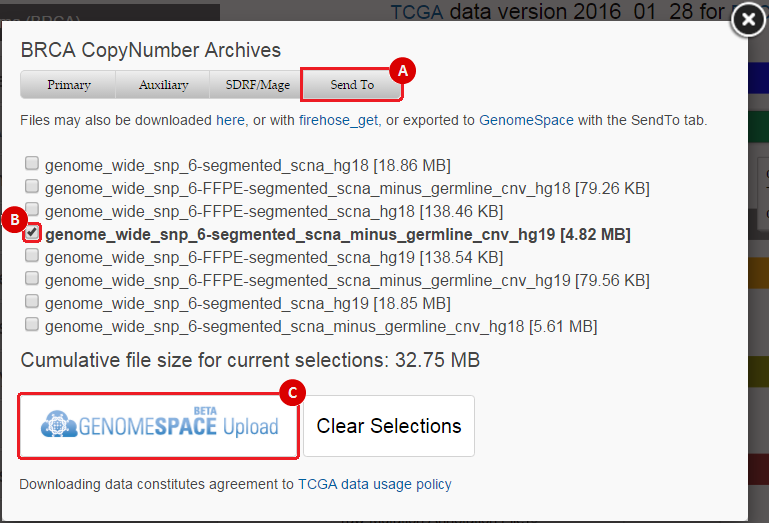 TCGA data version 2016_01_28 for
(BRCA)
BRCA CopyNumber Archives
Primary Auxiliary SDRF/Mage Send To
A
Files may also be downloaded here, or with firehose_get, or exported to GenomeSpace with the SendTo tab.
genome_wide_snp_6-segmented_scna_hg18 [18.86 MB]
genome_wide_snp_6-FFPE-segmented_scna_minus_germline_cnv_hg18 [79.26 KB]
genome_wide_snp_6-FFPE-segmented_scna_hg18 [138.46 KB]
B
genome_wide_snp_6-segmented_scna_minus_germline_cnv_hg19 [4.82 MB]
genome_wide_snp_6-FFPE-segmented_scna_hg19 [138.54 KB]
genome_wide_snp_6-FFPE-segmented_scna_minus_germline_cnv_hg19 [79.56 KB]
genome_wide_snp_6-segmented_scna_hg19 [18.85 MB]
genome_wide_snp_6-segmented_scna_minus_germline_cnv_hg18 [5.61 MB]
Cumulative file size for current selections: 32.75 MB
C
GENOMESPACE BETA Upload
Clear Selections
Downloading data constitutes agreement to TCGA data usage policy